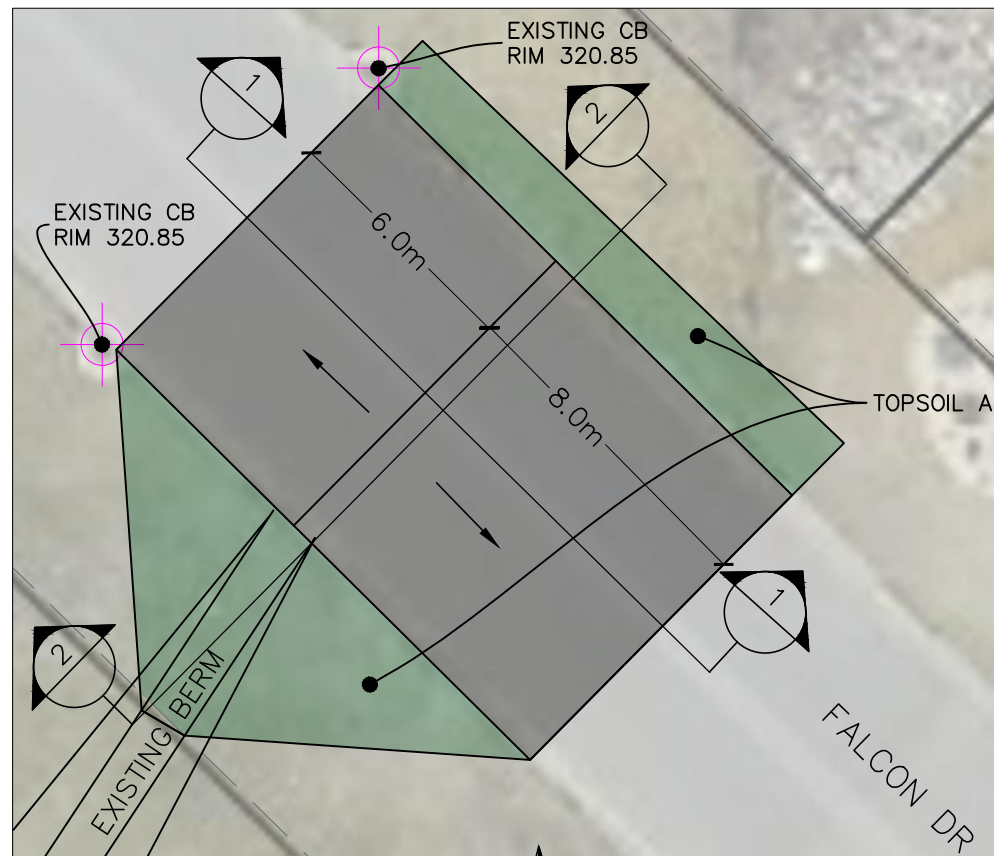 EXISTING CB
RIM 320.85
1
2
EXISTING CB
RIM 320.85
6.0m
8.0m
TOPSOIL A
1
2
EXISTING BERM
FALCON DR